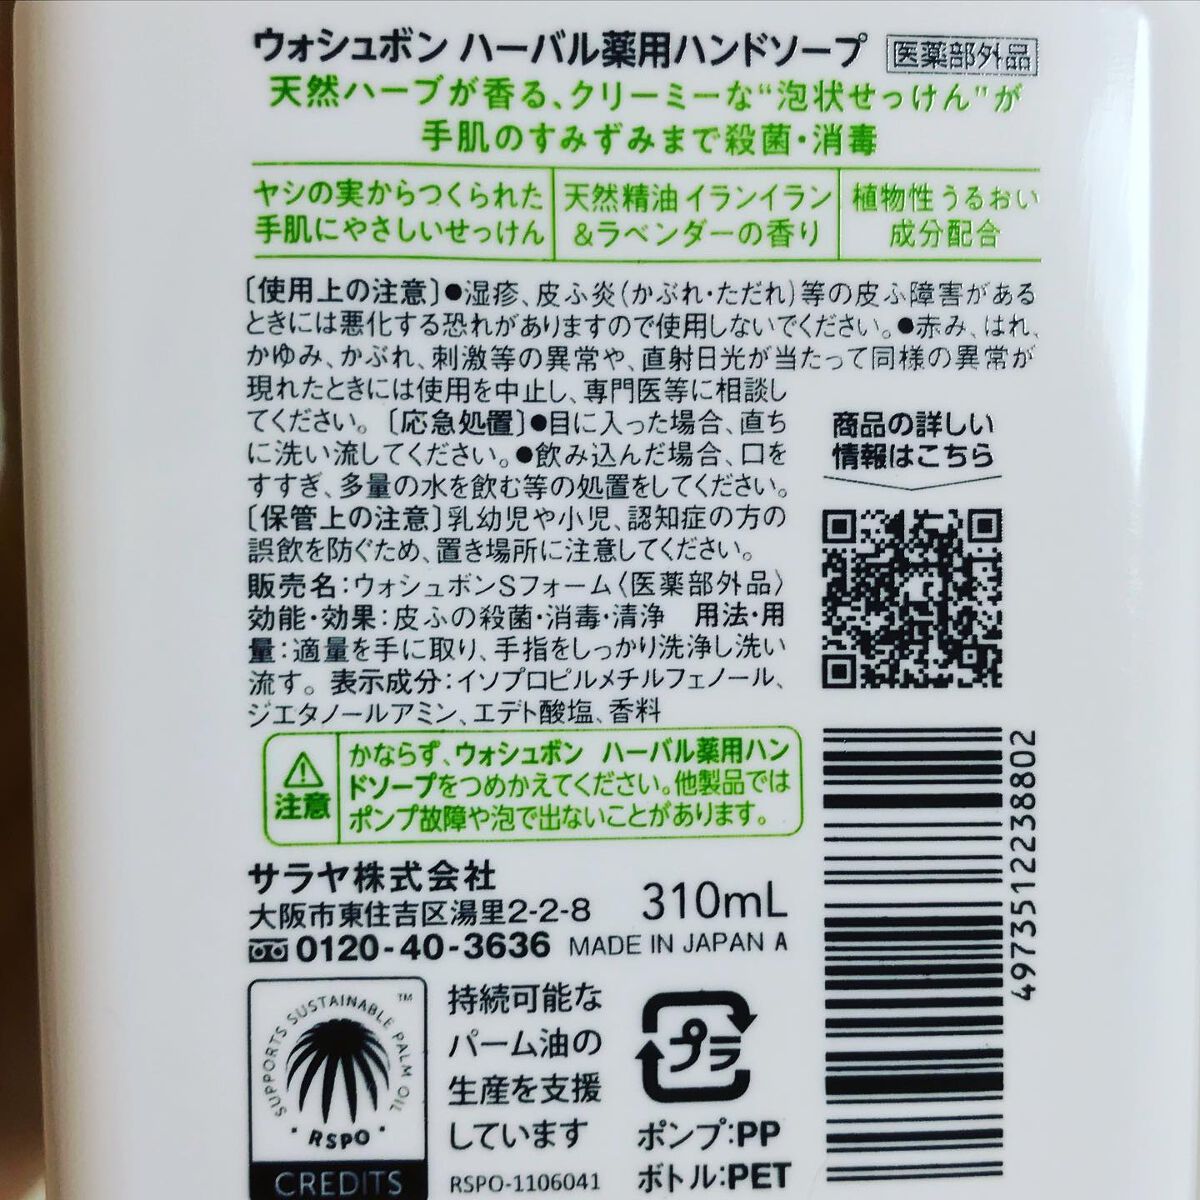 ウォシュボン ハーバル薬用ハンドソープ 医薬部外品
天然ハーブが香る、クリーミーな“泡状せっけん”が
手肌のすみずみまで殺菌・消毒
ヤシの実からつくられた
手肌にやさしいせっけん
天然精油イランイラン
&ラベンダーの香り
植物性うるおい
成分配合
〔使用上の注意〕●湿疹、皮ふ炎(かぶれ・ただれ)等の皮ふ障害がある
ときには悪化する恐れがありますので使用しないでください。●赤み、はれ、
かゆみ、かぶれ、刺激等の異常や、直射日光が当たって同様の異常が
現れたときには使用を中止し、専門医等に相談し
てください。〔応急処置〕●目に入った場合、直ち
に洗い流してください。●飲み込んだ場合、口を
すすぎ、多量の水を飲む等の処置をしてください。
〔保管上の注意〕乳幼児や小児、認知症の方の
誤飲を防ぐため、置き場所に注意してください。
販売名:ウォシュボンSフォーム〈医薬部外品〉
効能・効果:皮ふの殺菌・消毒・清浄 用法・用
量:適量を手に取り、手指をしっかり洗浄し洗い
流す。表示成分:イソプロピルメチルフェノール、
ジエタノールアミン、エデト酸塩、香料
商品の詳しい
情報はこちら
注意
かならず、ウォシュボン ハーバル薬用ハン
ドソープをつめかえてください。他製品では
ポンプ故障や泡で出ないことがあります。
サラヤ株式会社
大阪市東住吉区湯里2-2-8
310mL
0120-40-3636 MADE IN JAPAN A
4973512238802
SUPPORTS SUSTAINABLE PALM OIL ™
・RSPO・
CREDITS
持続可能な
パーム油の
生産を支援
しています
RSPO-1106041
プラ
ポンプ:PP
ボトル:PET